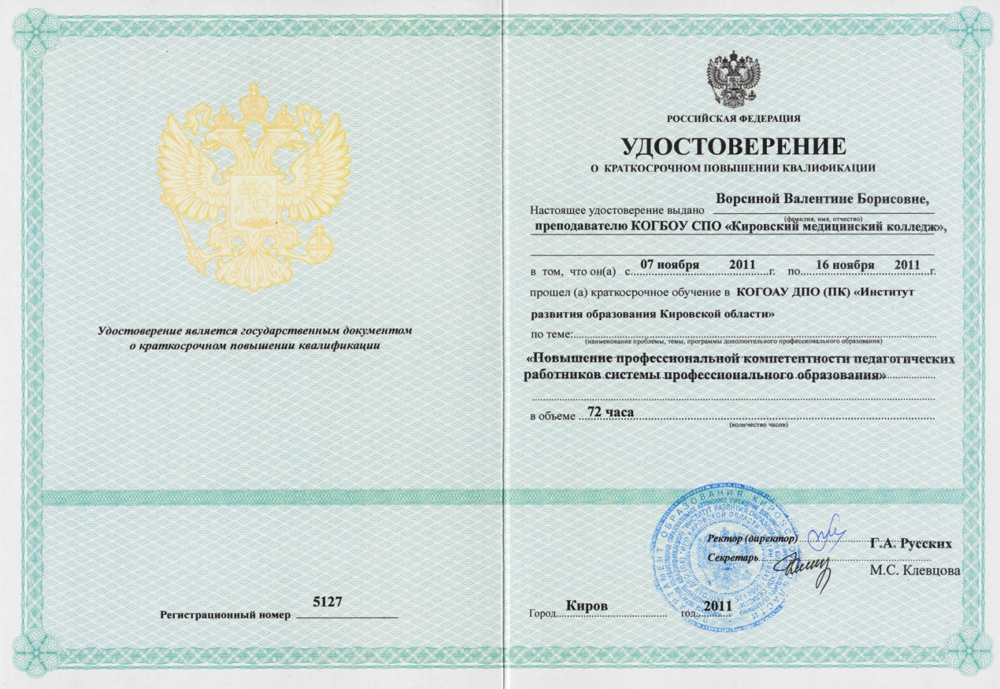 Удостоверение является государственным документом
о краткосрочном повышении квалификации
Регистрационный номер 5127
РОССИЙСКАЯ ФЕДЕРАЦИЯ
УДОСТОВЕРЕНИЕ
О КРАТКОСРОЧНОМ ПОВЫШЕНИИ КВАЛИФИКАЦИИ
Настоящее удостоверение выдано Ворсиной Валентине Борисовне,
(фамилия, имя, отчество)
преподавателю КОГБОУ СПО «Кировский медицинский колледж»,
в том, что он(а) с 07 ноября 2011 г. по 16 ноября 2011 г.
прошел (а) краткосрочное обучение в КОГОАУ ДПО (ПК) «Институт
развития образования Кировской области»
по теме:
(наименование проблемы, темы, программы дополнительного профессионального образования)
«Повышение профессиональной компетентности педагогических
работников системы профессионального образования»
в объеме 72 часа
(количество часов)
Ректор (директор) Г.А. Русских
Секретарь М.С. Клевцова
Город Киров год 2011